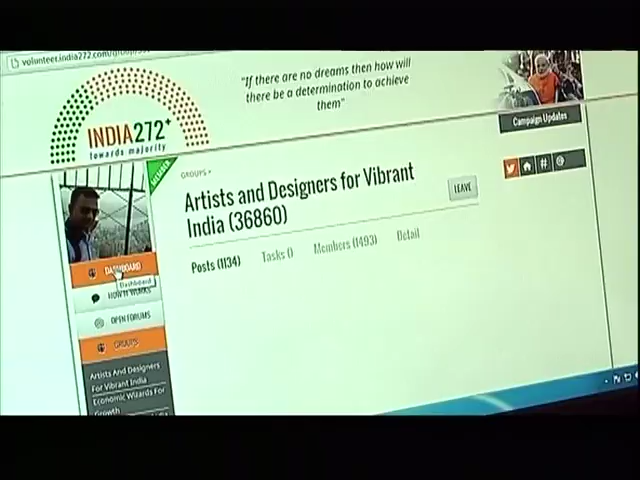 volunteer.india272.com/group/
"If there are no dreams then how will
there be a determination to achieve
them"
INDIA272+
towards majority
Campaign Updates
MEMBER
GROUPS >
Artists and Designers for Vibrant
India (36860)
LEAVE
Posts (1134)
Tasks ()
Members (1493)
Detail
DASHBOARD
Dashboard
HOW IT WORKS
OPEN FORUMS
GROUPS
Artists And Designers
For Vibrant India
Economic Wizards For
Growth